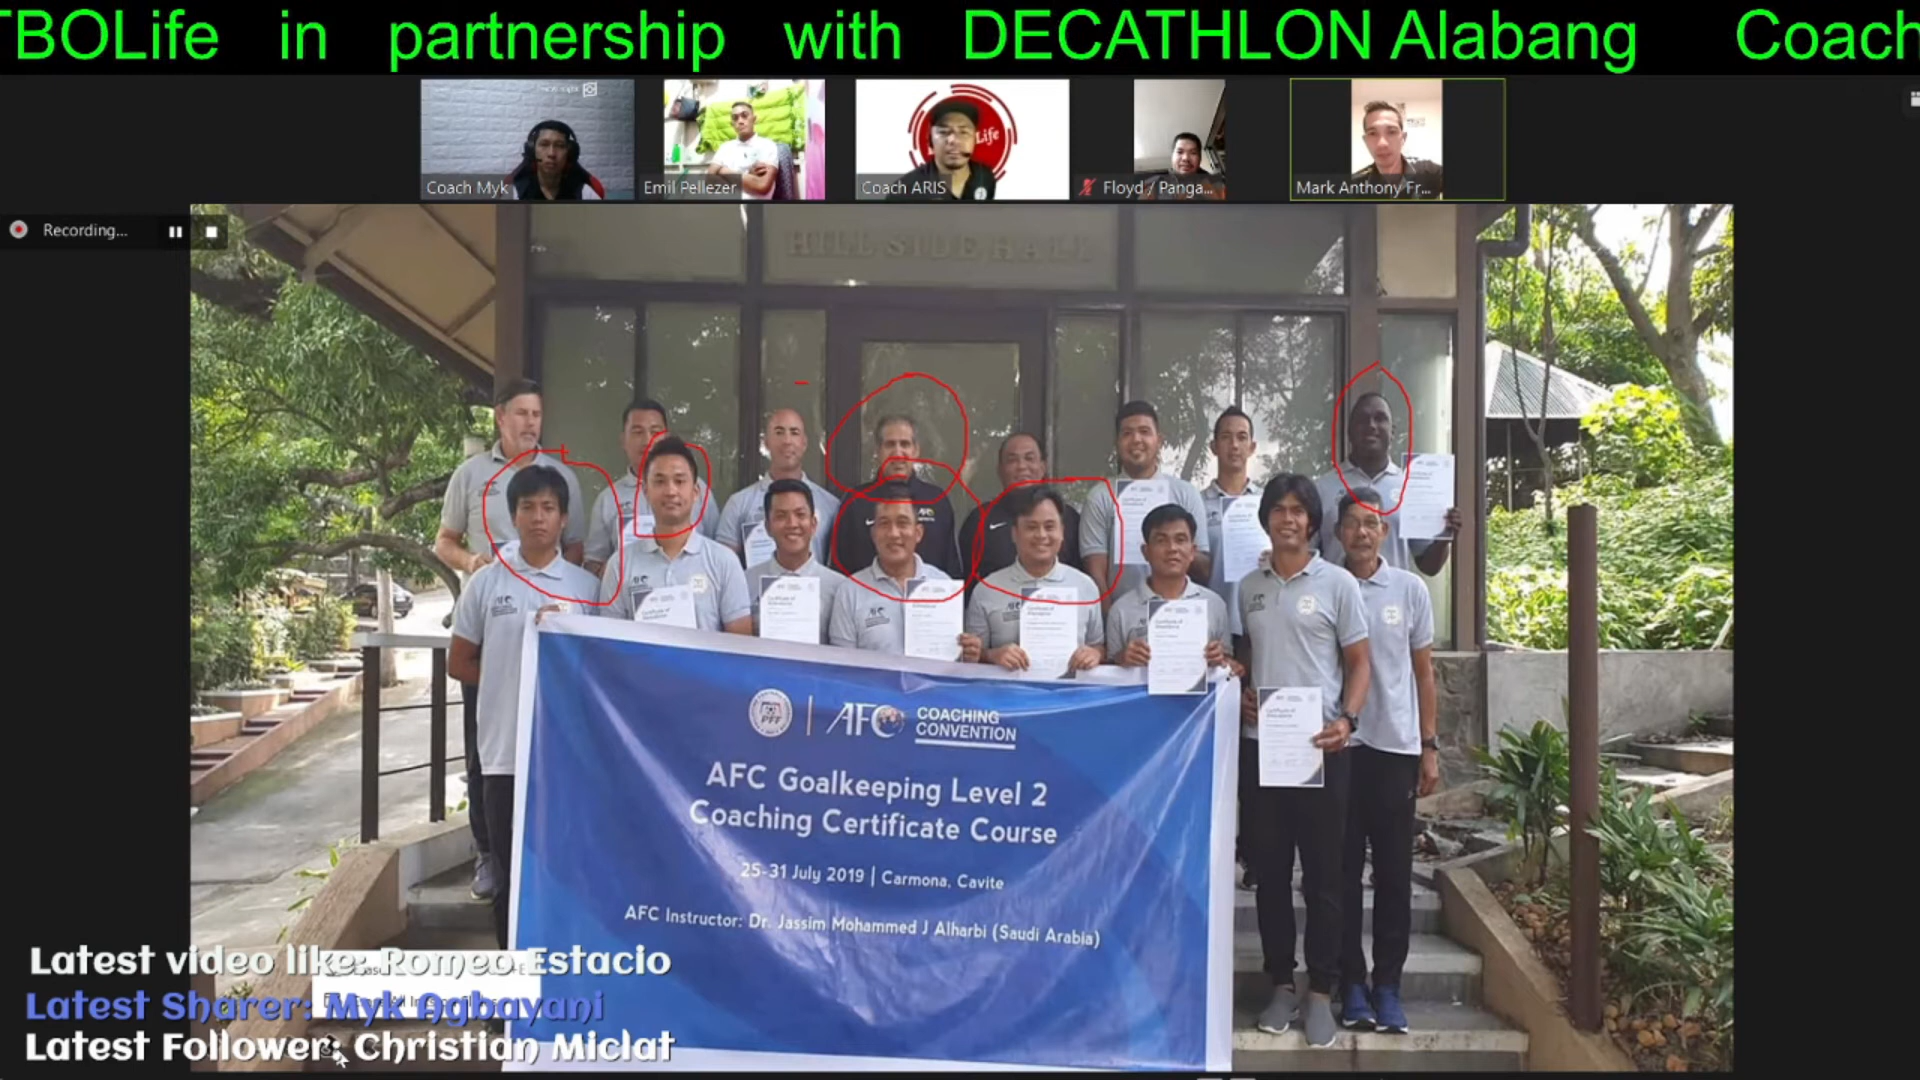 TBOLife in partnership with DECATHLON Alabang Coach
Coach Myk
Emil Pellezer
Life
Coach ARIS
Floyd / Panga...
Mark Anthony Fr...
Recording...
HILL SIDE HALL
PFF
AFC
COACHING
CONVENTION
AFC Goalkeeping Level 2
Coaching Certificate Course
25-31 July 2019 | Carmona, Cavite
AFC Instructor: Dr. Jassim Mohammed J Alharbi (Saudi Arabia)
Latest video like: Romeo Estacio
Latest Sharer: Myk Agbayani
Latest Follower: Christian Miclat